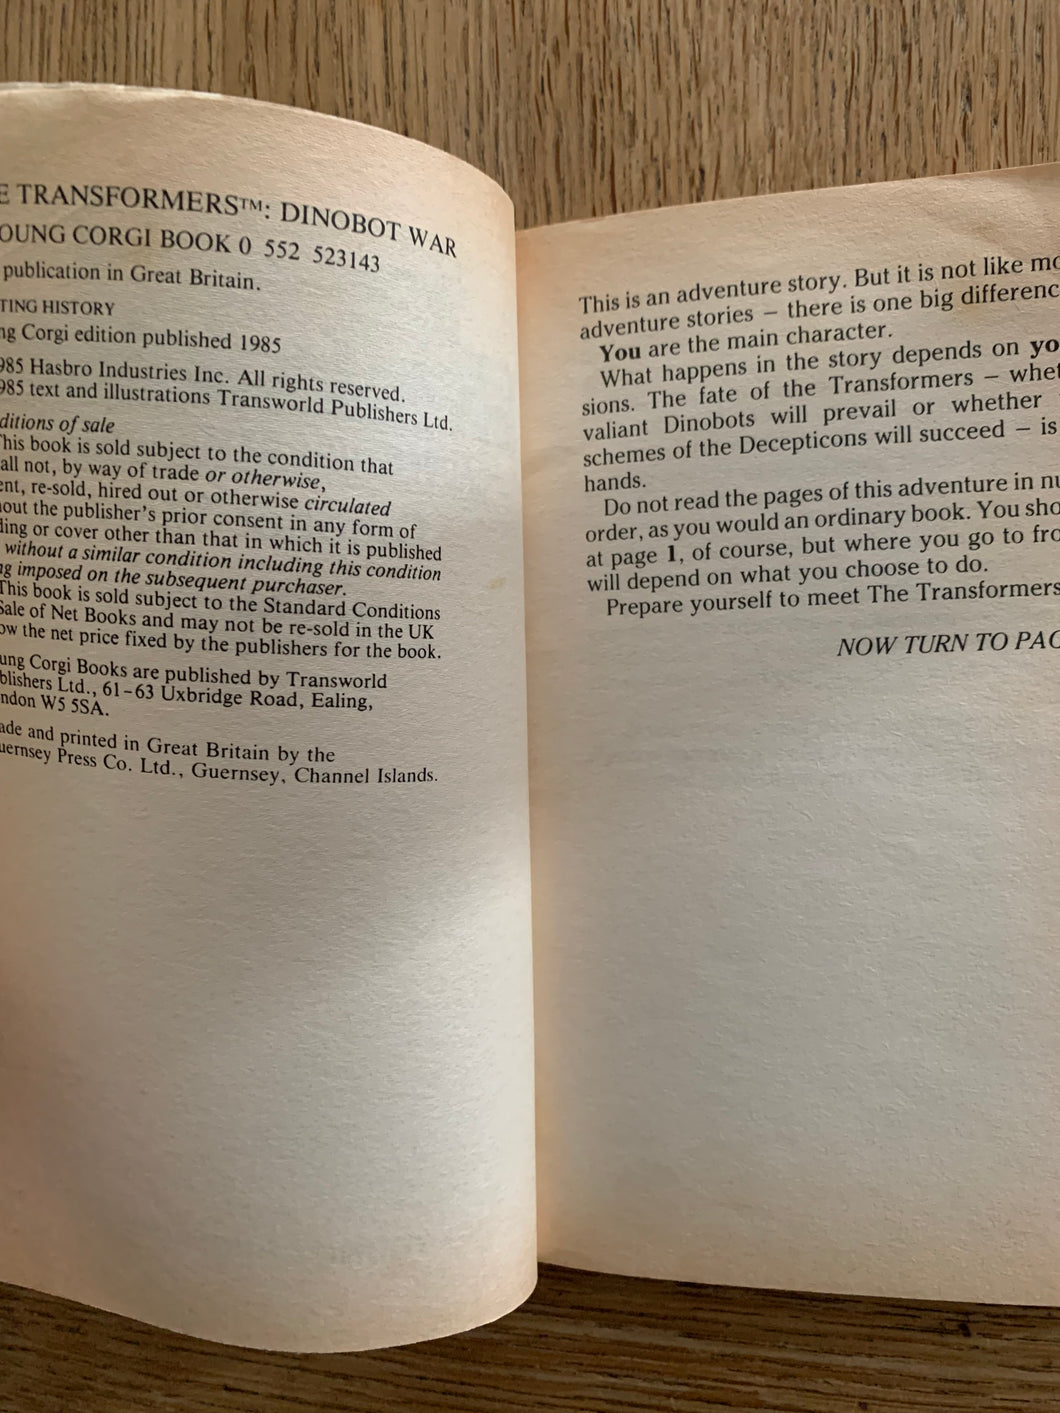 E TRANSFORMERS™: DINOBOT WAR
OUNG CORGI BOOK 0 552 523143
publication in Great Britain.
TING HISTORY
ng Corgi edition published 1985
985 Hasbro Industries Inc. All rights reserved.
985 text and illustrations Transworld Publishers Ltd.
ditions of sale
This book is sold subject to the condition that
all not, by way of trade or otherwise,
ent, re-sold, hired out or otherwise circulated
out the publisher's prior consent in any form of
ding or cover other than that in which it is published
without a similar condition including this condition
ng imposed on the subsequent purchaser.
This book is sold subject to the Standard Conditions
Sale of Net Books and may not be re-sold in the UK
ow the net price fixed by the publishers for the book.
ung Corgi Books are published by Transworld
blishers Ltd., 61–63 Uxbridge Road, Ealing,
ndon W5 5SA.
ade and printed in Great Britain by the
uernsey Press Co. Ltd., Guernsey, Channel Islands.
This is an adventure story. But it is not like mo
adventure stories – there is one big differenc
You are the main character.
What happens in the story depends on yo
sions. The fate of the Transformers – whet
valiant Dinobots will prevail or whether
schemes of the Decepticons will succeed – is
hands.
Do not read the pages of this adventure in nu
order, as you would an ordinary book. You sho
at page 1, of course, but where you go to fro
will depend on what you choose to do.
Prepare yourself to meet The Transformers
NOW TURN TO PAG